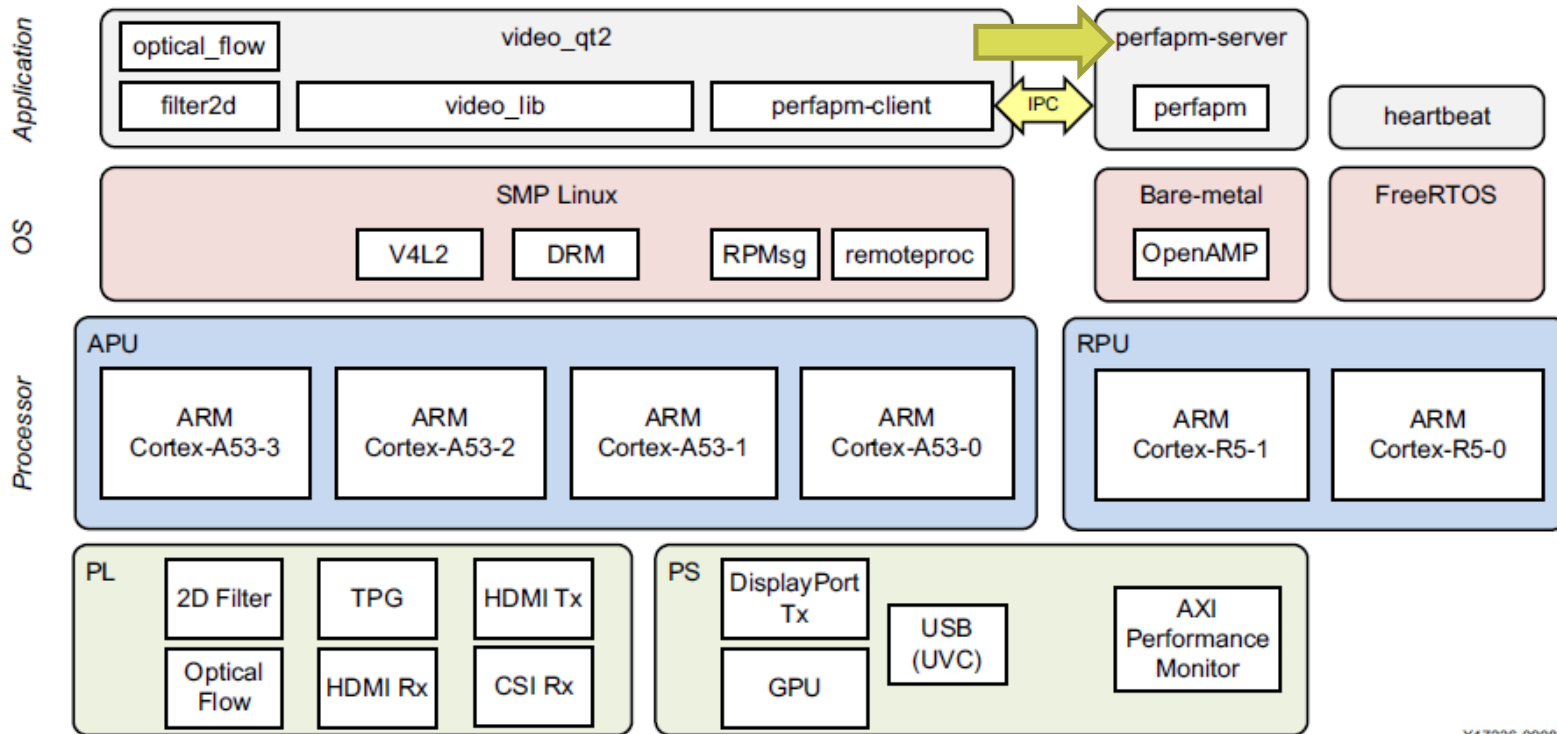 Application
optical_flow
video_qt2
perfapm-server
filter2d
video_lib
perfapm-client
IPC
perfapm
heartbeat
OS
SMP Linux
Bare-metal
FreeRTOS
V4L2
DRM
RPMsg
remoteproc
OpenAMP
Processor
APU
RPU
ARM
Cortex-A53-3
ARM
Cortex-A53-2
ARM
Cortex-A53-1
ARM
Cortex-A53-0
ARM
Cortex-R5-1
ARM
Cortex-R5-0
PL
2D Filter
TPG
HDMI Tx
Optical
Flow
HDMI Rx
CSI Rx
PS
DisplayPort
Tx
USB
(UVC)
GPU
AXI
Performance
Monitor